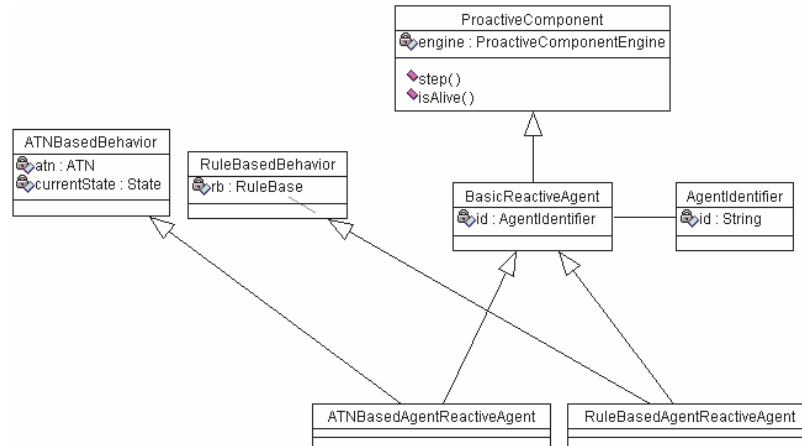 ProactiveComponent
engine : ProactiveComponentEngine
step()
isAlive()
ATNBasedBehavior
atn : ATN
currentState : State
RuleBasedBehavior
rb : RuleBase
BasicReactiveAgent
id : AgentIdentifier
AgentIdentifier
id : String
ATNBasedAgentReactiveAgent
RuleBasedAgentReactiveAgent